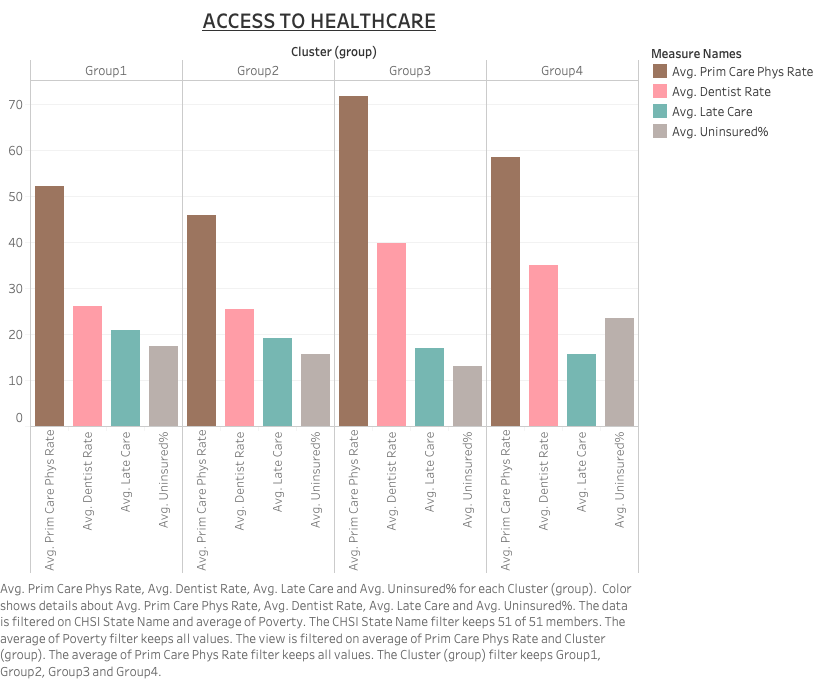 ACCESS TO HEALTHCARE
Cluster (group)
Group1
Group2
Group3
Group4
70
60
50
40
30
20
10
0
Avg. Prim Care Phys Rate
Avg. Dentist Rate
Avg. Late Care
Avg. Uninsured%
Avg. Prim Care Phys Rate
Avg. Dentist Rate
Avg. Late Care
Avg. Uninsured%
Avg. Prim Care Phys Rate
Avg. Dentist Rate
Avg. Late Care
Avg. Uninsured%
Avg. Prim Care Phys Rate
Avg. Dentist Rate
Avg. Late Care
Avg. Uninsured%
Measure Names
Avg. Prim Care Phys Rate
Avg. Dentist Rate
Avg. Late Care
Avg. Uninsured%
Avg. Prim Care Phys Rate, Avg. Dentist Rate, Avg. Late Care and Avg. Uninsured% for each Cluster (group). Color
shows details about Avg. Prim Care Phys Rate, Avg. Dentist Rate, Avg. Late Care and Avg. Uninsured%. The data
is filtered on CHSI State Name and average of Poverty. The CHSI State Name filter keeps 51 of 51 members. The
average of Poverty filter keeps all values. The view is filtered on average of Prim Care Phys Rate and Cluster
(group). The average of Prim Care Phys Rate filter keeps all values. The Cluster (group) filter keeps Group1,
Group2, Group3 and Group4.